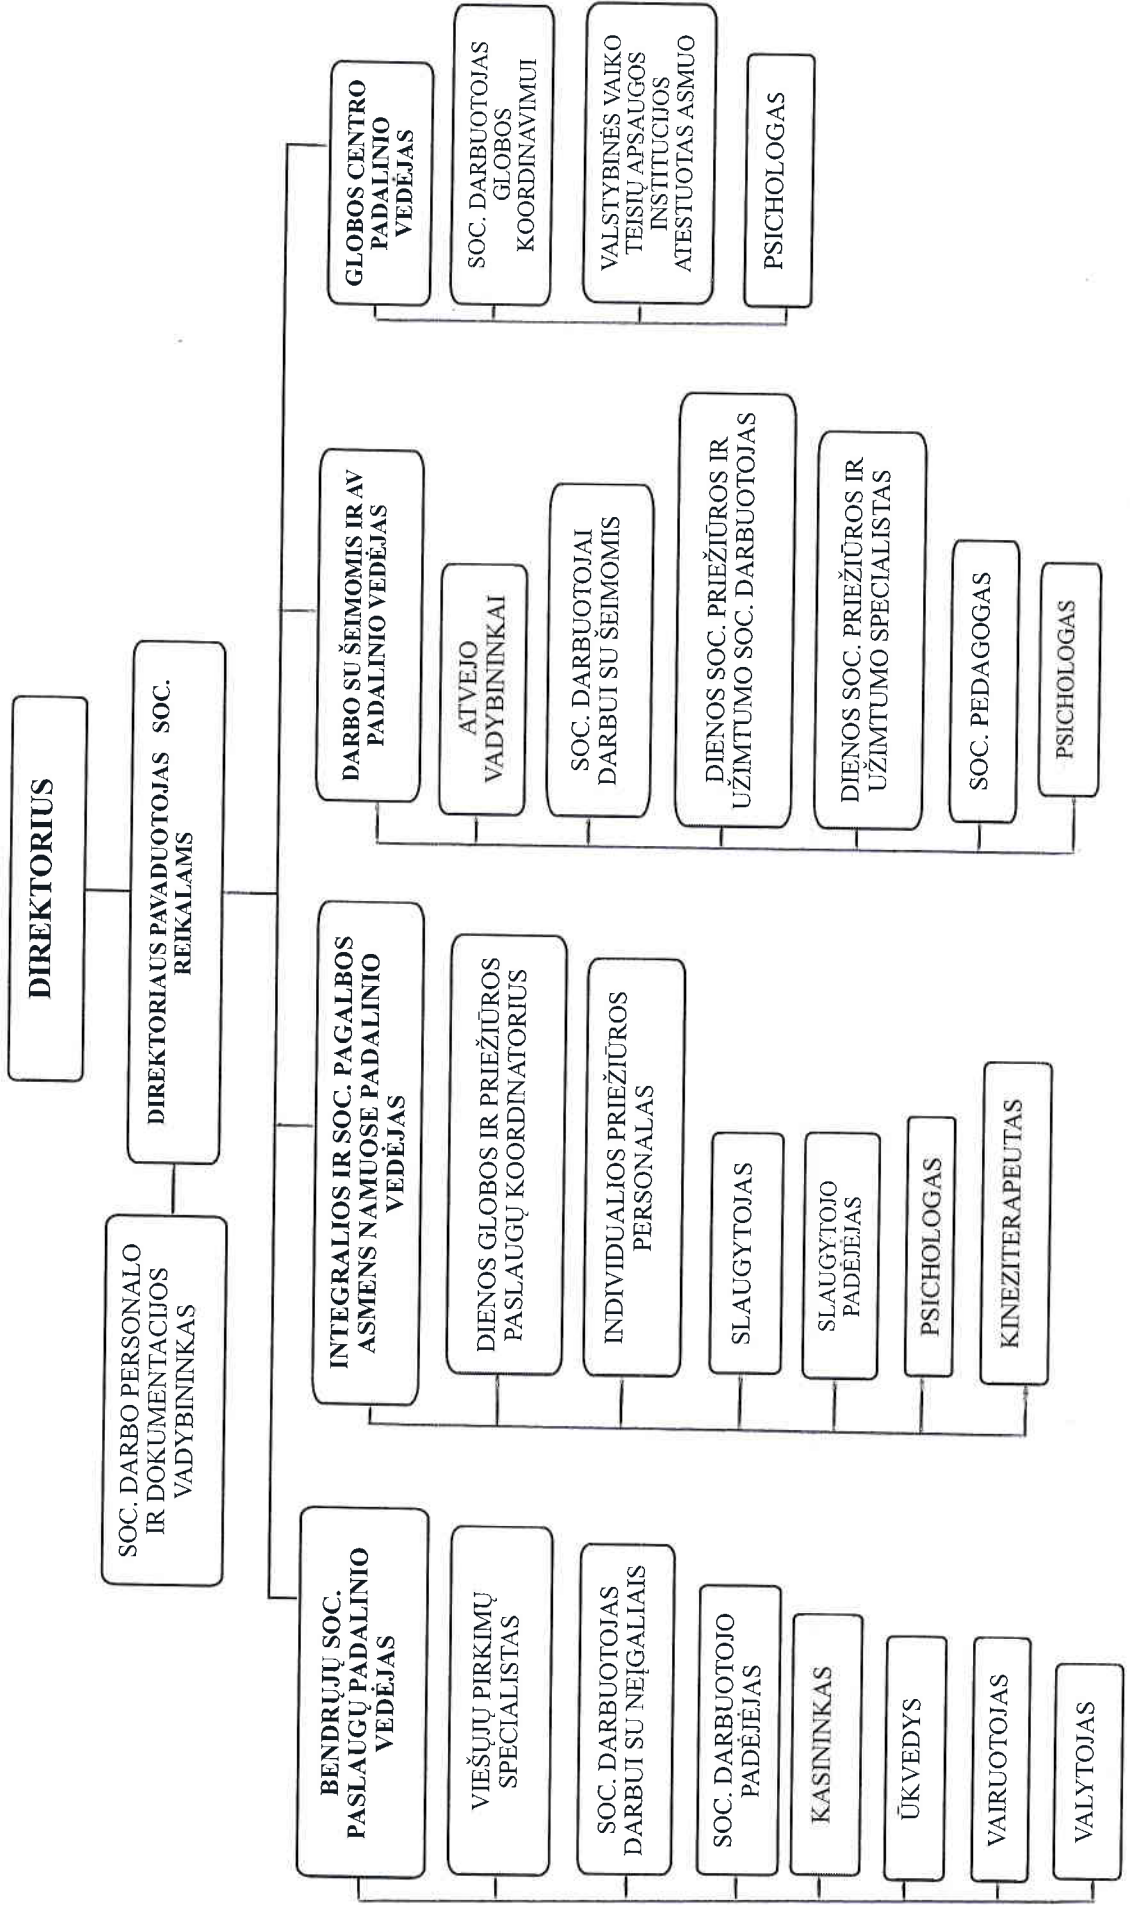 DIREKTORIUS
DIREKTORIAUS PAVADUOTOJAS SOC.
REIKALAMS
SOC. DARBO PERSONALO
IR DOKUMENTACIJOS
VADYBININKAS
BENDRŲJŲ SOC.
PASLAUGŲ PADALINIO
VEDĖJAS
VIEŠŲJŲ PIRKIMŲ
SPECIALISTAS
SOC. DARBUOTOJAS
DARBUI SU NEĮGALIAIS
SOC. DARBUOTOJO
PADĖJĖJAS
KASININKAS
ŪKVEDYS
VAIRUOTOJAS
VALYTOJAS
INTEGRALIOS IR SOC. PAGALBOS
ASMENS NAMUOSE PADALINIO
VEDĖJAS
DIENOS GLOBOS IR PRIEŽIŪROS
PASLAUGŲ KOORDINATORIUS
INDIVIDUALIOS PRIEŽIŪROS
PERSONALAS
SLAUGYTOJAS
SLAUGYTOJO
PADĖJĖJAS
PSICHOLOGAS
KINEZITERAPEUTAS
DARBO SU ŠEIMOMIS IR AV
PADALINIO VEDĖJAS
ATVEJO
VADYBININKAI
SOC. DARBUOTOJAI
DARBUI SU ŠEIMOMIS
DIENOS SOC. PRIEŽIŪROS IR
UŽIMTUMO SOC. DARBUOTOJAS
DIENOS SOC. PRIEŽIŪROS IR
UŽIMTUMO SPECIALISTAS
SOC. PEDAGOGAS
PSICHOLOGAS
GLOBOS CENTRO
PADALINIO
VEDĖJAS
SOC. DARBUOTOJAS
GLOBOS
KOORDINAVIMUI
VALSTYBINĖS VAIKO
TEISIŲ APSAUGOS
INSTITUCIJOS
ATESTUOTAS ASMUO
PSICHOLOGAS